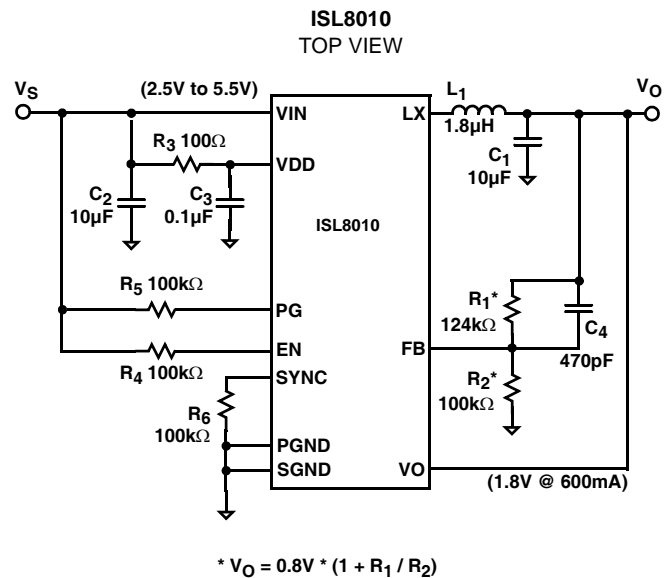 ISL8010
TOP VIEW
VS
(2.5V to 5.5V)
VIN
LX
L1
1.8µH
VO
R3 100Ω
VDD
C1
10µF
C2
10µF
C3
0.1µF
ISL8010
R5 100kΩ
PG
R1*
124kΩ
C4
470pF
EN
FB
R4 100kΩ
SYNC
R2*
100kΩ
R6
100kΩ
PGND
SGND
VO
(1.8V @ 600mA)
* VO = 0.8V * (1 + R1 / R2)